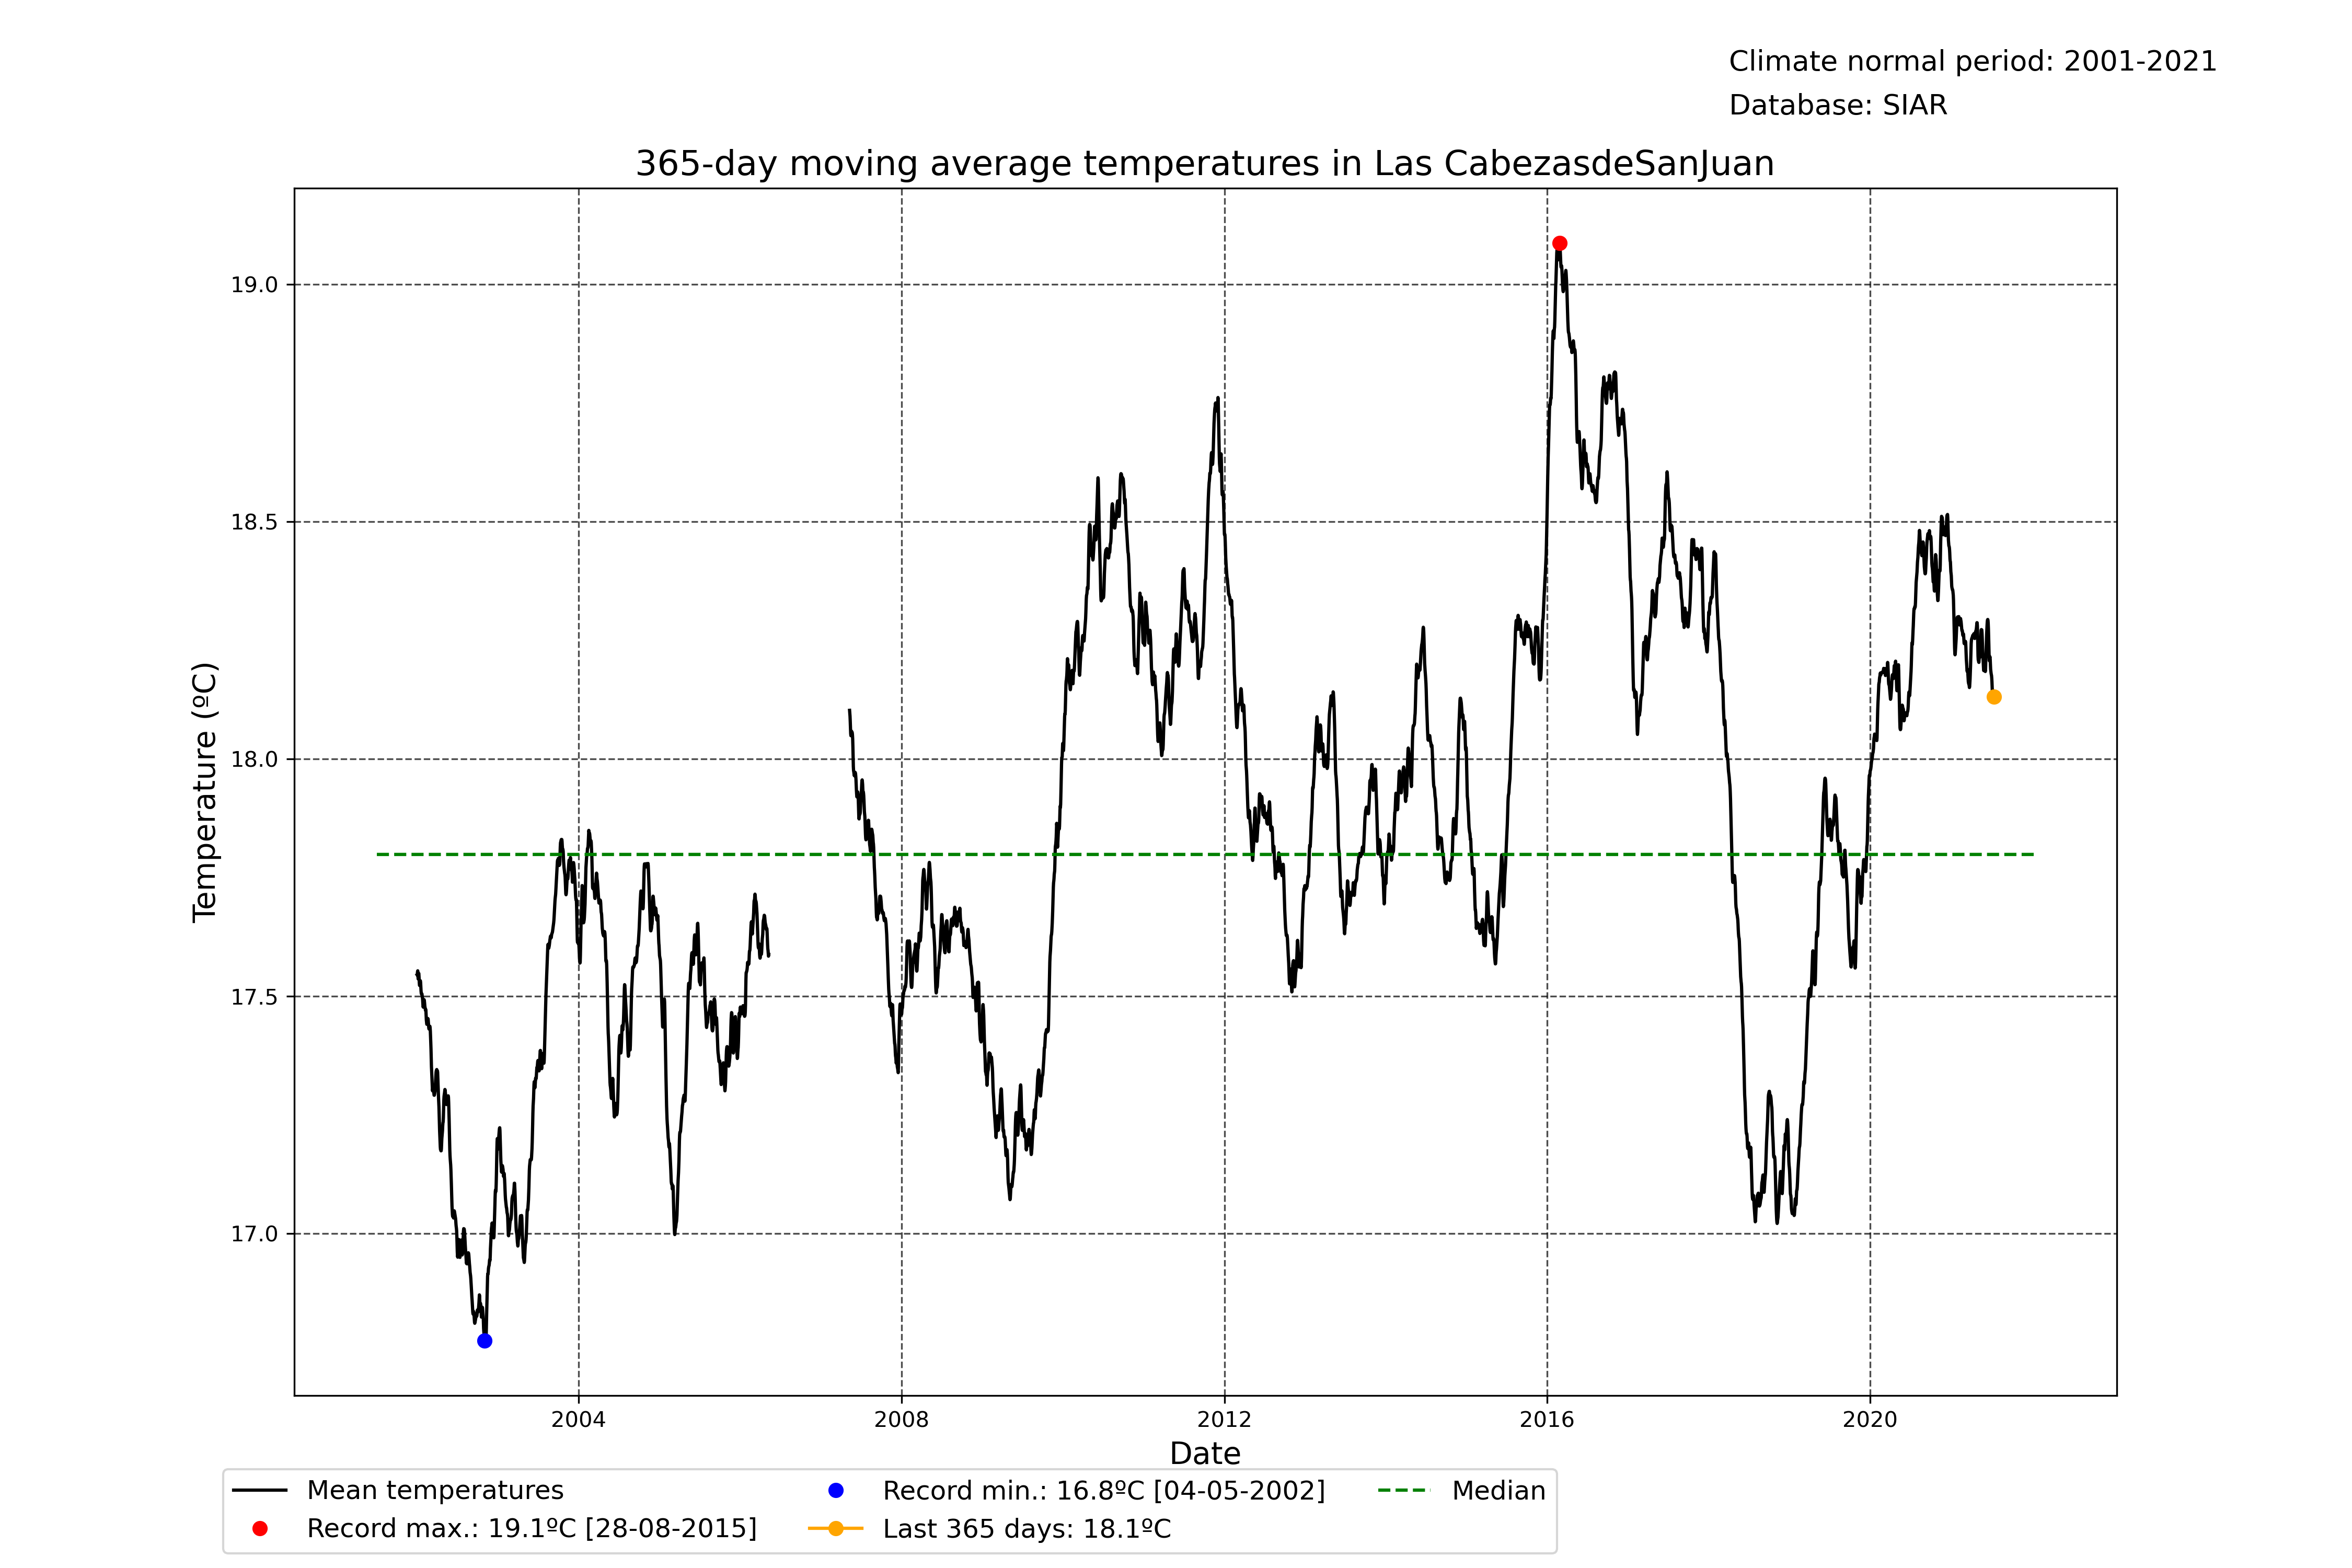 Climate normal period: 2001-2021
Database: SIAR
365-day moving average temperatures in Las CabezasdeSanJuan
Temperature (ºC)
19.0
18.5
18.0
17.5
17.0
2004 2008 2012 2016 2020
Date
Mean temperatures
Record max.: 19.1ºC [28-08-2015]
Record min.: 16.8ºC [04-05-2002]
Last 365 days: 18.1ºC
Median